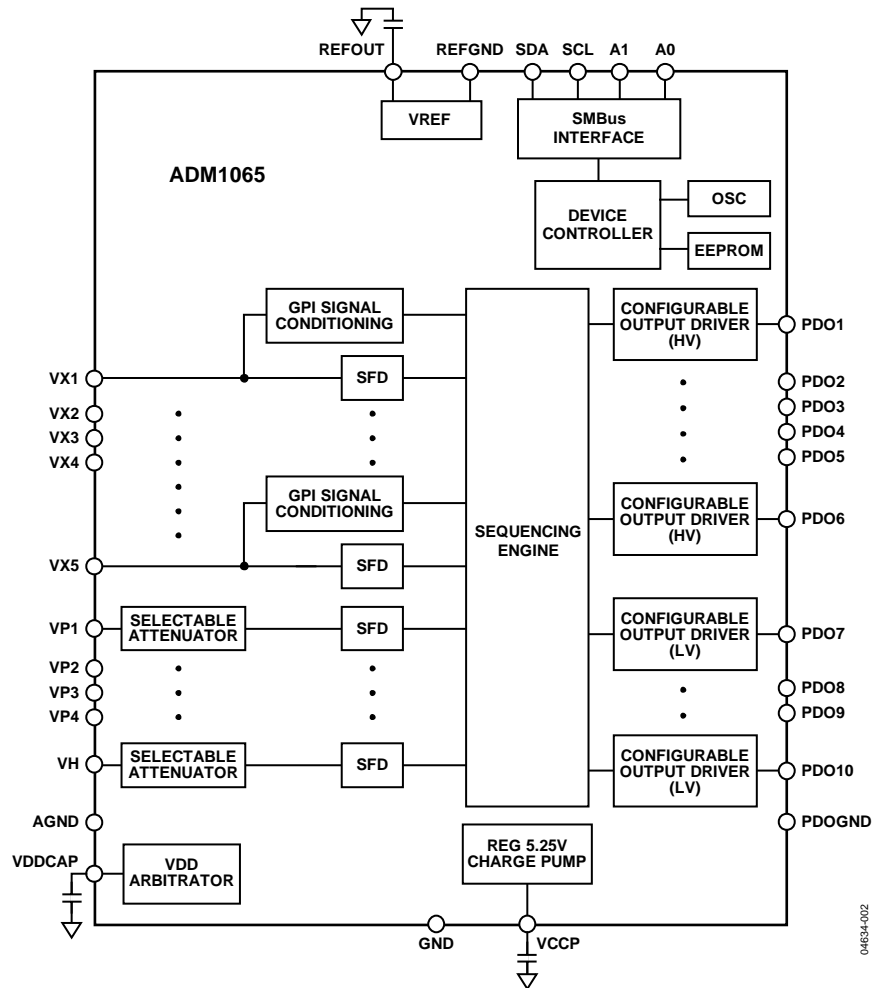 REFOUT
REFGND
SDA
SCL
A1
A0
VREF
SMBus
INTERFACE
ADM1065
DEVICE
CONTROLLER
OSC
EEPROM
GPI SIGNAL
CONDITIONING
CONFIGURABLE
OUTPUT DRIVER
(HV)
PDO1
VX1
SFD
PDO2
VX2
PDO3
VX3
PDO4
VX4
PDO5
GPI SIGNAL
CONDITIONING
SEQUENCING
ENGINE
CONFIGURABLE
OUTPUT DRIVER
(HV)
PDO6
VX5
SFD
VP1
SELECTABLE
ATTENUATOR
SFD
CONFIGURABLE
OUTPUT DRIVER
(LV)
PDO7
VP2
VP3
VP4
PDO8
PDO9
VH
SELECTABLE
ATTENUATOR
SFD
CONFIGURABLE
OUTPUT DRIVER
(LV)
PDO10
AGND
PDOGND
VDDCAP
VDD
ARBITRATOR
REG 5.25V
CHARGE PUMP
GND
VCCP
04634-002